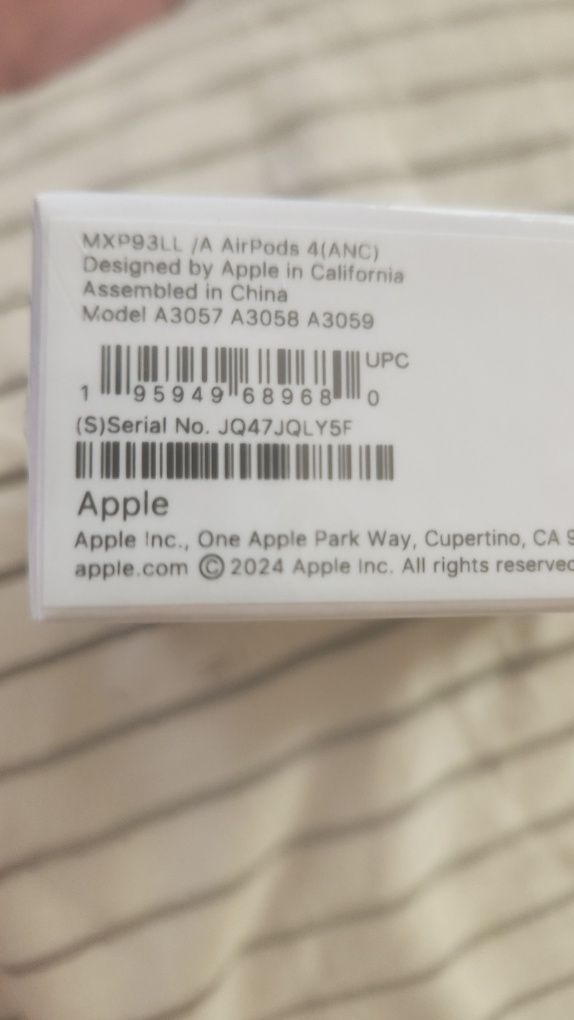 MXP93LL /A AirPods 4(ANC)
Designed by Apple in California
Assembled in China
Model A3057 A3058 A3059
UPC
1 95949 68968 0
(S)Serial No. JQ47JQLY5F
Apple
Apple Inc., One Apple Park Way, Cupertino, CA
apple.com © 2024 Apple Inc. All rights reserved